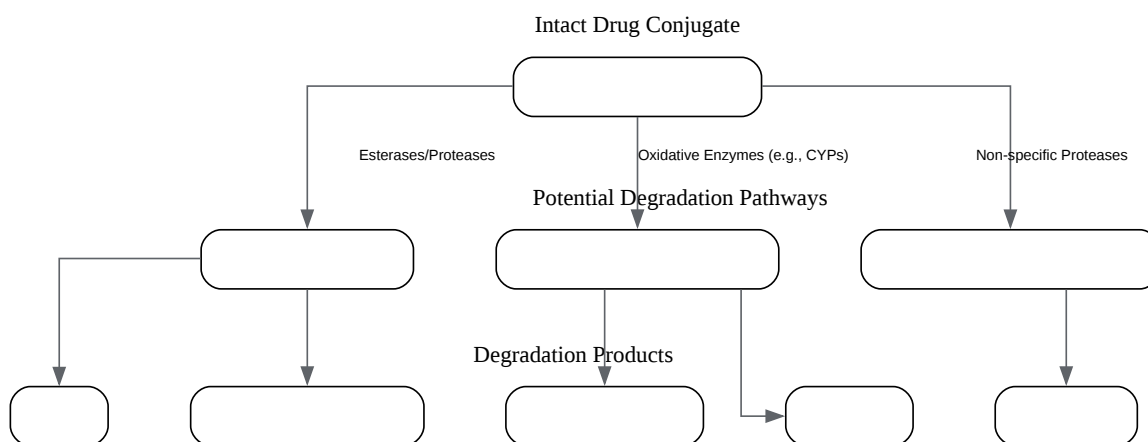 Intact Drug Conjugate
Esterases/Proteases
Oxidative Enzymes (e.g., CYPs)
Non-specific Proteases
Potential Degradation Pathways
Degradation Products